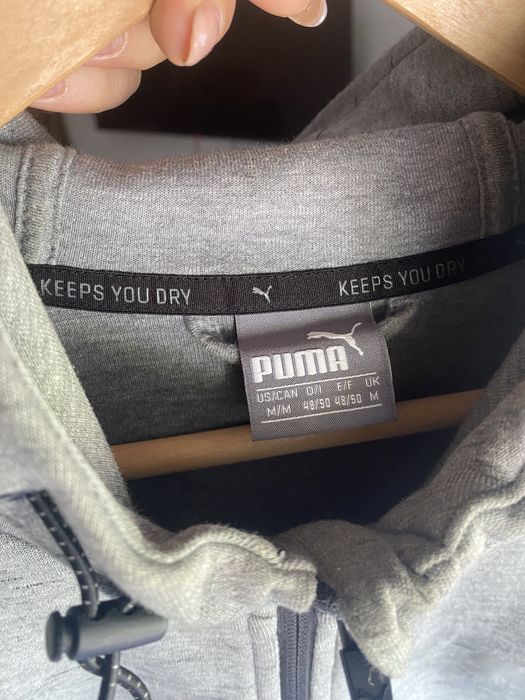 KEEPS YOU DRY KEEPS YOU DRY
PUMA
US/CAN D/I E/F UK
M/M 48/50 48/50 M